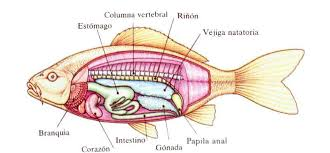 Columna vertebral
Riñón
Estómago
Vejiga natatoria
Branquia
Corazón
Intestino
Gónada
Papila anal